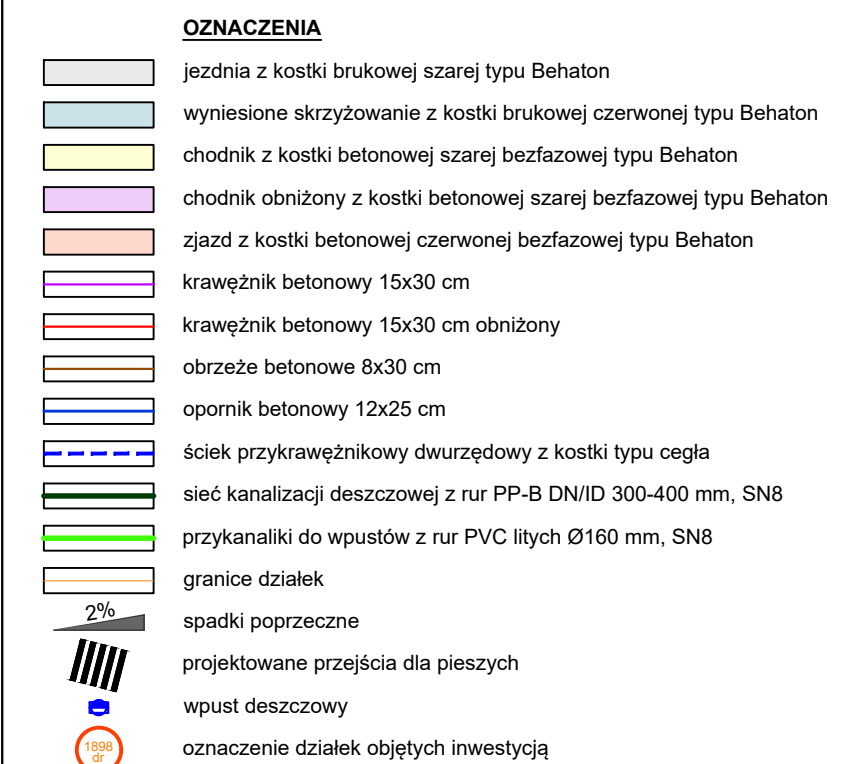 OZNACZENIA
jezdnia z kostki brukowej szarej typu Behaton
wyniesione skrzyżowanie z kostki brukowej czerwonej typu Behaton
chodnik z kostki betonowej szarej bezfazowej typu Behaton
chodnik obniżony z kostki betonowej szarej bezfazowej typu Behaton
zjazd z kostki betonowej czerwonej bezfazowej typu Behaton
krawężnik betonowy 15x30 cm
krawężnik betonowy 15x30 cm obniżony
obrzeże betonowe 8x30 cm
opornik betonowy 12x25 cm
ściek przykrawężnikowy dwurzędowy z kostki typu cegła
sieć kanalizacji deszczowej z rur PP-B DN/ID 300-400 mm, SN8
przykanaliki do wpustów z rur PVC litych Ø160 mm, SN8
granice działek
2% spadki poprzeczne
projektowane przejścia dla pieszych
wpust deszczowy
1898
dr
oznaczenie działek objętych inwestycją